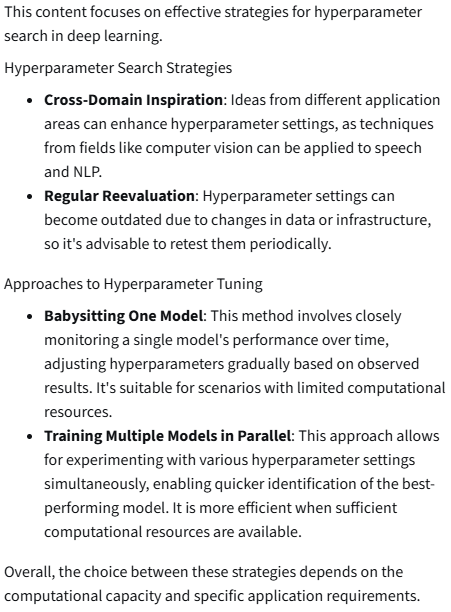 This content focuses on effective strategies for hyperparameter
search in deep learning.
Hyperparameter Search Strategies
• Cross-Domain Inspiration: Ideas from different application
areas can enhance hyperparameter settings, as techniques
from fields like computer vision can be applied to speech
and NLP.
• Regular Reevaluation: Hyperparameter settings can
become outdated due to changes in data or infrastructure,
so it's advisable to retest them periodically.
Approaches to Hyperparameter Tuning
• Babysitting One Model: This method involves closely
monitoring a single model's performance over time,
adjusting hyperparameters gradually based on observed
results. It's suitable for scenarios with limited computational
resources.
• Training Multiple Models in Parallel: This approach allows
for experimenting with various hyperparameter settings
simultaneously, enabling quicker identification of the best-
performing model. It is more efficient when sufficient
computational resources are available.
Overall, the choice between these strategies depends on the
computational capacity and specific application requirements.